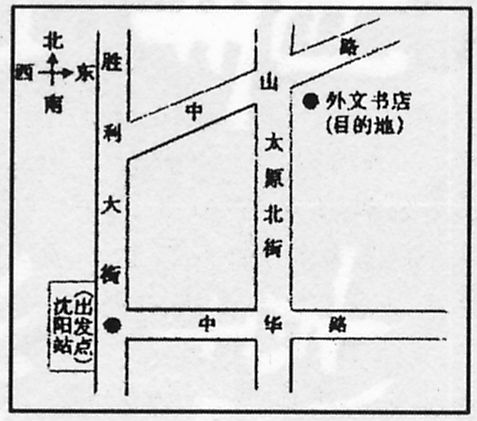 北
西 东
南
胜利大街
中山路
外文书店
(目的地)
太原北街
沈阳站
(出发点)
中华路